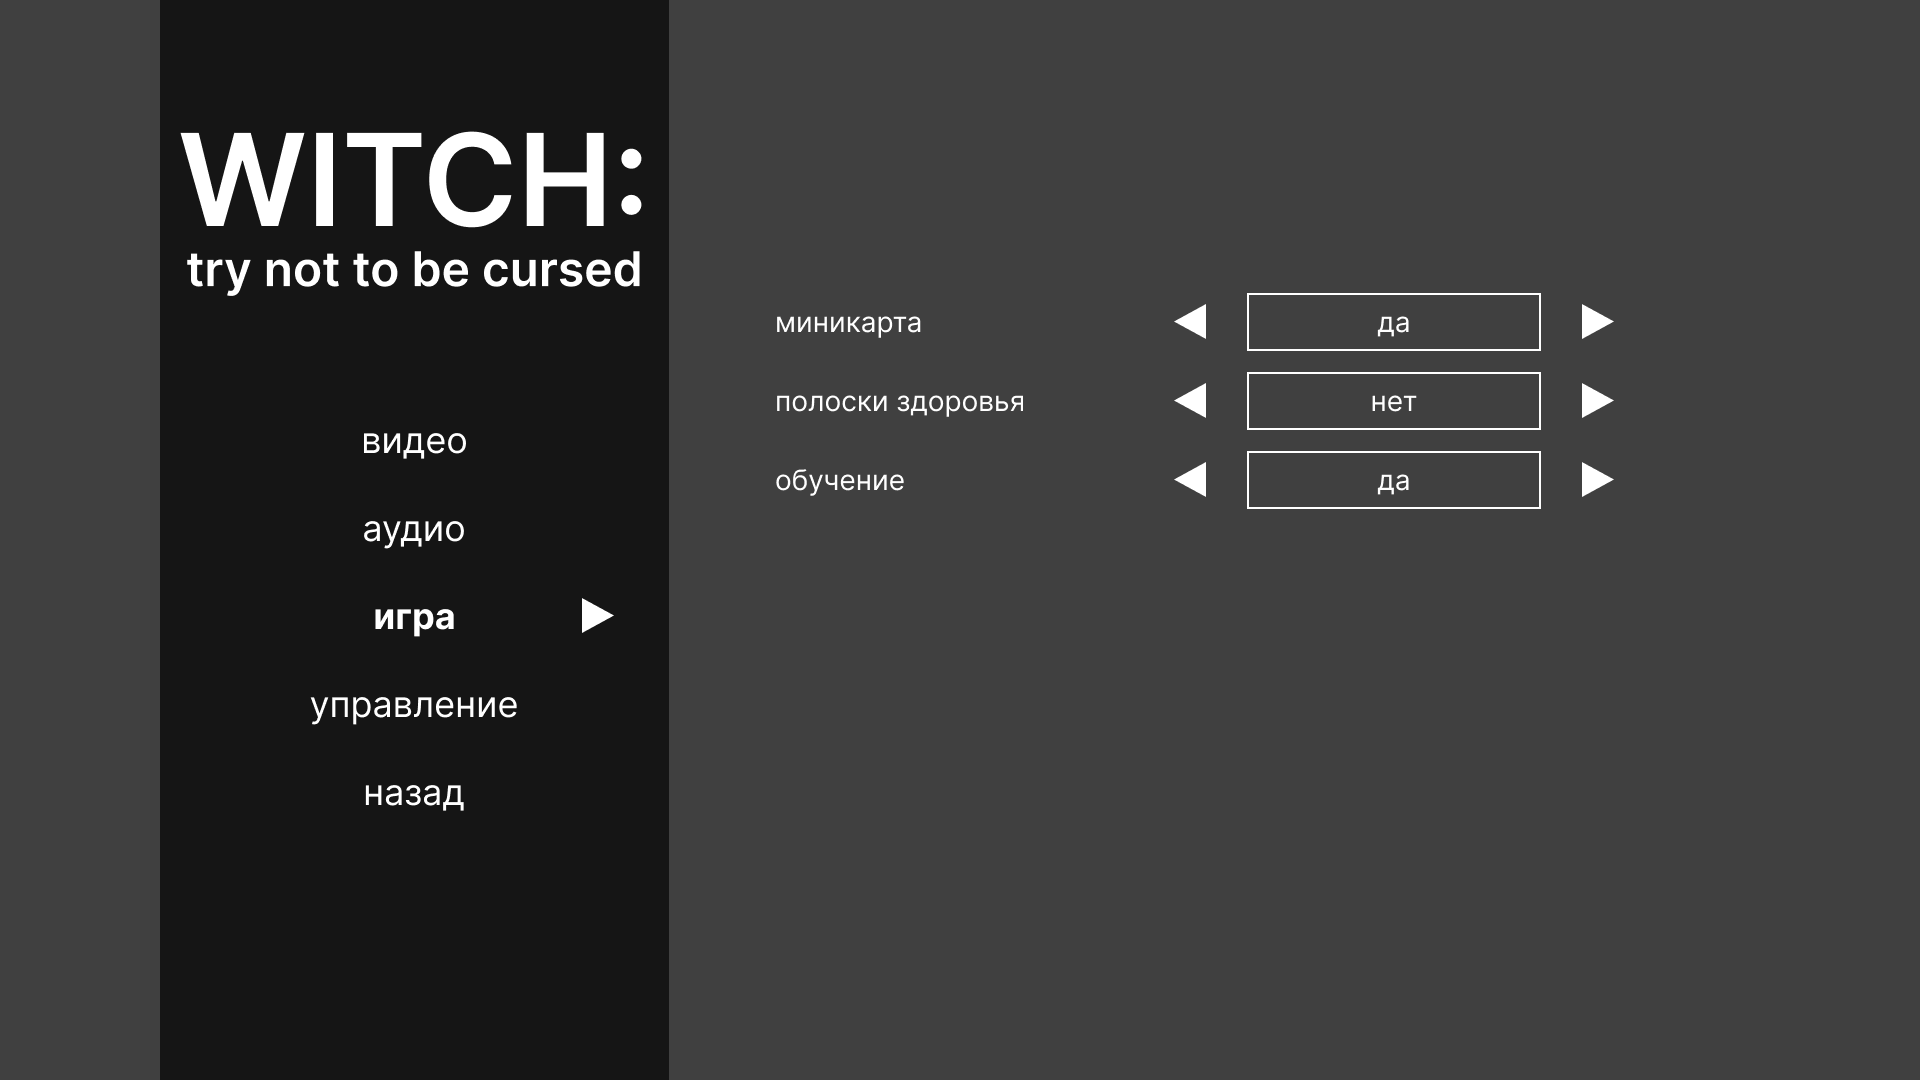 WITCH:
try not to be cursed
видео
аудио
игра
управление
назад
миникарта
да
полоски здоровья
нет
обучение
да